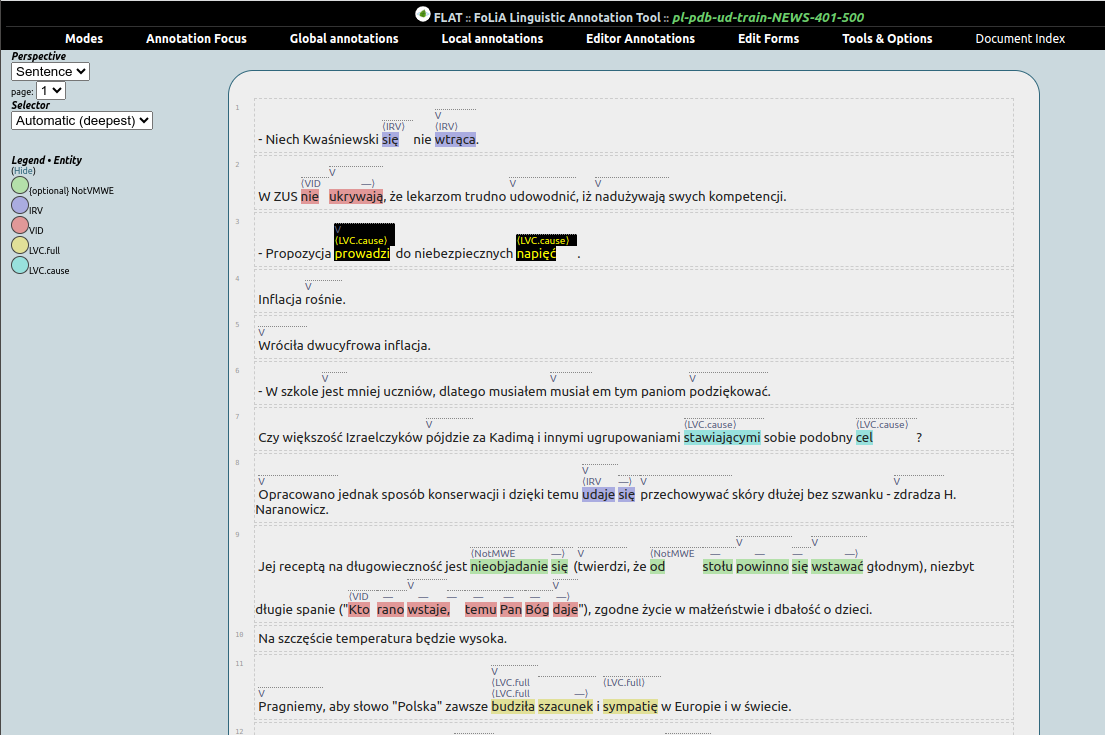 FLAT :: FoLiA Linguistic Annotation Tool :: pl-pdb-ud-train-NEWS-401-500
Modes Annotation Focus Global annotations Local annotations Editor Annotations Edit Forms Tools & Options Document Index
Perspective
Sentence
page: 1
Selector
Automatic (deepest)
Legend • Entity
(Hide)
(optional) NotVMWE
IRV
VID
LVC.full
LVC.cause
1
V
(IRV) (IRV)
- Niech Kwaśniewski się nie wtrąca.
2
V
(VID —) V V
W ZUS nie ukrywają, że lekarzom trudno udowodnić, iż nadużywają swych kompetencji.
3
V
(LVC.cause) (LVC.cause)
- Propozycja prowadzi do niebezpiecznych napięć .
4
V
Inflacja rośnie.
5
V
Wróciła dwucyfrowa inflacja.
6
V V V
- W szkole jest mniej uczniów, dlatego musiałem musiał em tym paniom podziękować.
7
V (LVC.cause) (LVC.cause)
Czy większość Izraelczyków pójdzie za Kadimą i innymi ugrupowaniami stawiającymi sobie podobny cel ?
8
V
V (IRV —) V V
Opracowano jednak sposób konserwacji i dzięki temu udaje się przechowywać skóry dłużej bez szwanku - zdradza H.
Naranowicz.
9
V V
(NotMWE —) V (NotMWE — — — —)
Jej receptą na długowieczność jest nieobjadanie się (twierdzi, że od stołu powinno się wstawać głodnym), niezbyt
V V
(VID — — — — — — —)
długie spanie ("Kto rano wstaje, temu Pan Bóg daje"), zgodne życie w małżeństwie i dbałość o dzieci.
10
Na szczęście temperatura będzie wysoka.
11
V
(LVC.full (LVC.full)
V (LVC.full —)
Pragniemy, aby słowo "Polska" zawsze budziła szacunek i sympatię w Europie i w świecie.
12